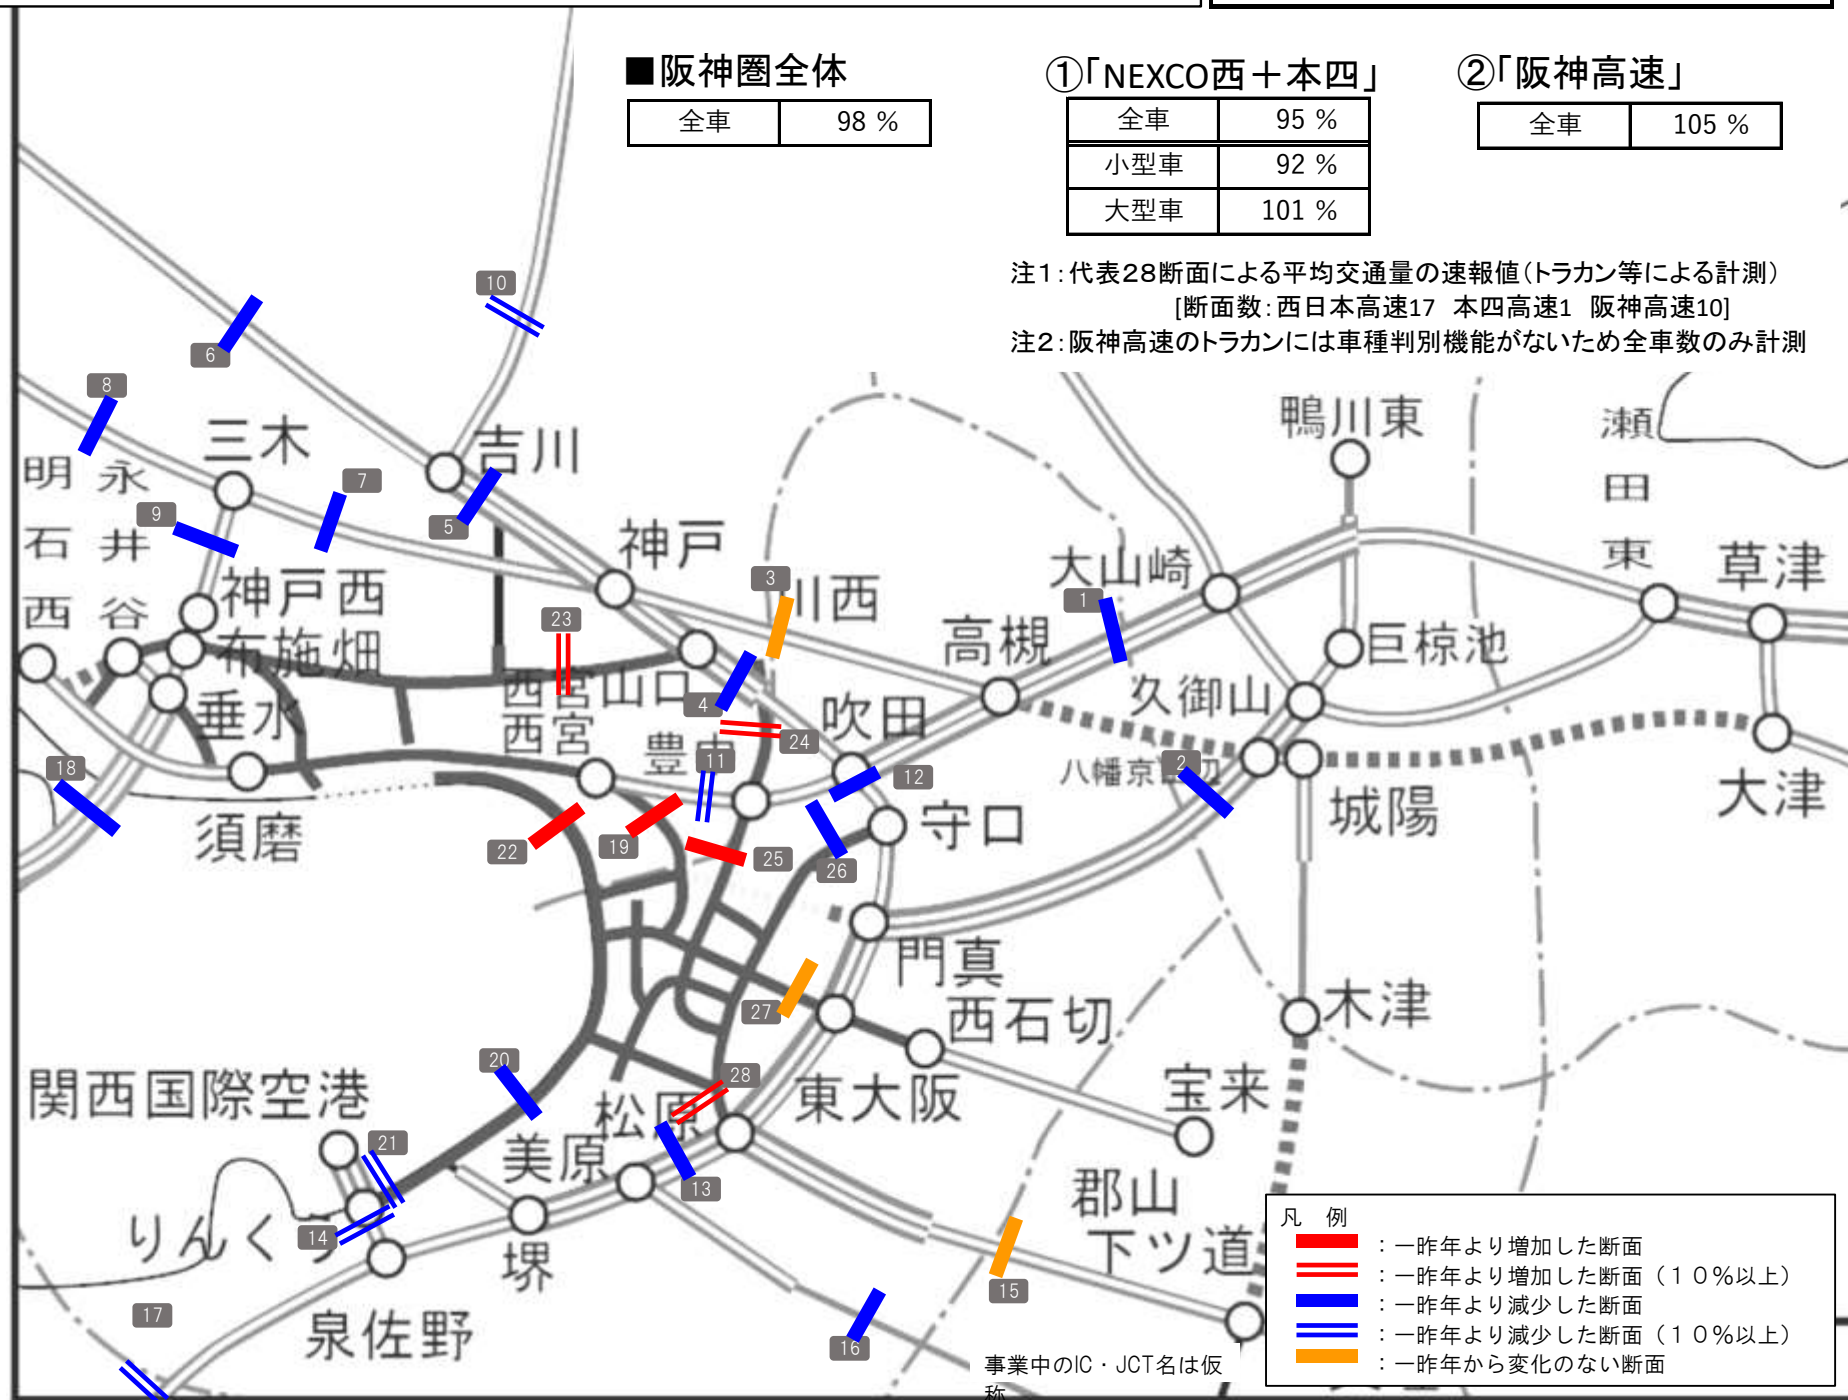 ■阪神圏全体
全車 98 %
①「NEXCO西＋本四」
全車 95 %
小型車 92 %
大型車 101 %
②「阪神高速」
全車 105 %
注１：代表２８断面による平均交通量の速報値（トラカン等による計測）
[断面数：西日本高速17 本四高速1 阪神高速10]
注２：阪神高速のトラカンには車種判別機能がないため全車数のみ計測
10
6
8
三木
吉川
鴨川東
瀬田東
明石西
永井谷
7
9
5
神戸
大山崎
草津
神戸西
布施畑
3
川西
1
23
高槻
巨椋池
西宮山口
4
久御山
垂水
西宮
吹田
24
豊中
11
12
八幡京田辺
2
18
大津
須磨
守口
城陽
22
19
25
26
門真
27
西石切
木津
20
28
関西国際空港
松原
東大阪
宝来
21
美原
13
郡山下ツ道
りんくう
14
堺
15
17
泉佐野
16
事業中のIC・JCT名は仮
称
凡 例
：一昨年より増加した断面
：一昨年より増加した断面（１０％以上）
：一昨年より減少した断面
：一昨年より減少した断面（１０％以上）
：一昨年から変化のない断面